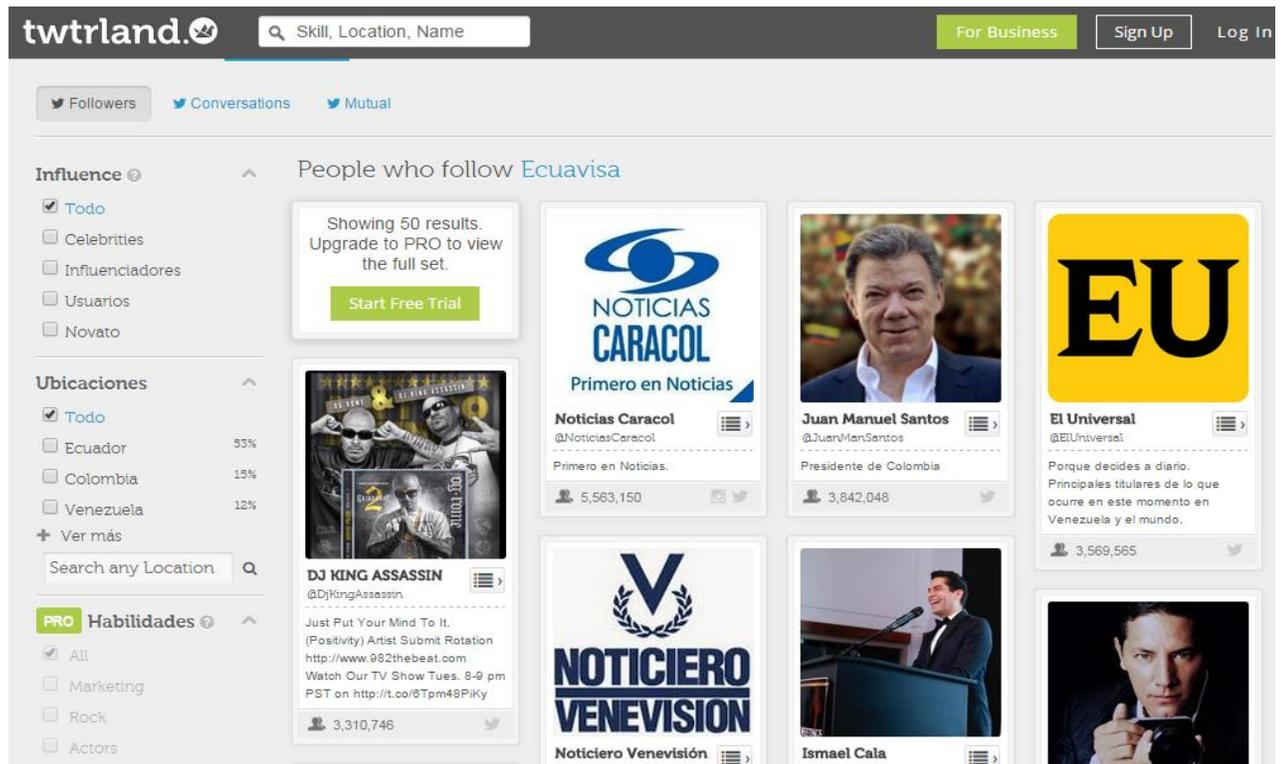 twtrland.
Skill, Location, Name
For Business
Sign Up
Log In
Followers
Conversations
Mutual
Influence
Todo
Celebrities
Influenciadores
Usuarios
Novato
Ubicaciones
Todo
Ecuador 53%
Colombia 15%
Venezuela 12%
+ Ver más
Search any Location
PRO Habilidades
All
Marketing
Rock
Actors
People who follow Ecuavisa
Showing 50 results.
Upgrade to PRO to view
the full set.
Start Free Trial
DJ KING ASSASSIN
@DjKingAssassin
Just Put Your Mind To It.
(Positivity) Artist Submit Rotation
http://www.982thebeat.com
Watch Our TV Show Tues. 8-9 pm
PST on http://t.co/6Tpm48PiKy
3,310,746
NOTICIAS
CARACOL
Primero en Noticias
Noticias Caracol
@NoticiasCaracol
Primero en Noticias.
5,563,150
NOTICIERO
VENEVISION
Noticiero Venevisión
Juan Manuel Santos
@JuanManSantos
Presidente de Colombia
3,842,048
Ismael Cala
EU
El Universal
@ElUniversal
Porque decides a diario.
Principales titulares de lo que
ocurre en este momento en
Venezuela y el mundo.
3,569,565